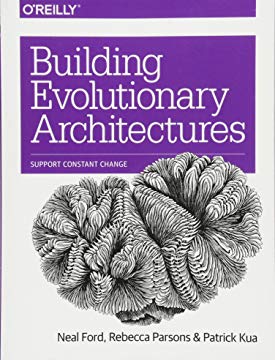 O'REILLY®
Building
Evolutionary
Architectures
SUPPORT CONSTANT CHANGE
Neal Ford, Rebecca Parsons & Patrick Kua